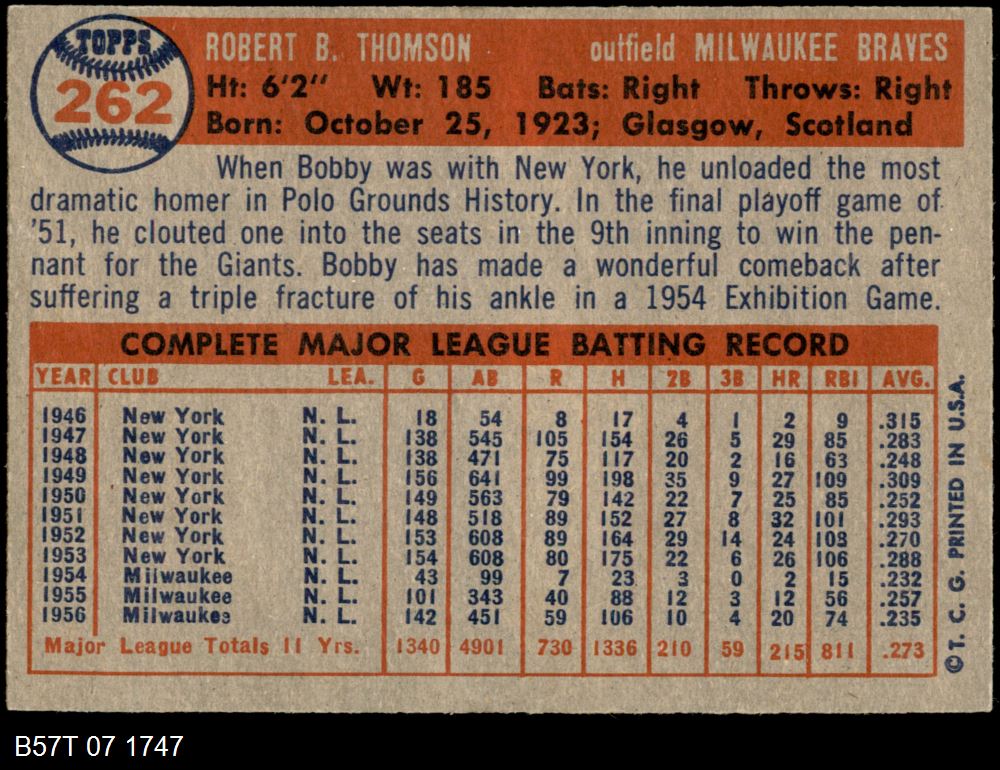 TOPPS
262
ROBERT B. THOMSON outfield MILWAUKEE BRAVES
Ht: 6'2" Wt: 185 Bats: Right Throws: Right
Born: October 25, 1923; Glasgow, Scotland
When Bobby was with New York, he unloaded the most
dramatic homer in Polo Grounds History. In the final playoff game of
'51, he clouted one into the seats in the 9th inning to win the pen-
nant for the Giants. Bobby has made a wonderful comeback after
suffering a triple fracture of his ankle in a 1954 Exhibition Game.
COMPLETE MAJOR LEAGUE BATTING RECORD
YEAR CLUB LEA. G AB R H 2B 3B HR RBI AVG.
1946 New York N. L. 18 54 8 17 4 1 2 9 .315
1947 New York N. L. 138 545 105 154 26 5 29 85 .283
1948 New York N. L. 138 471 75 117 20 2 16 63 .248
1949 New York N. L. 156 641 99 198 35 9 27 109 .309
1950 New York N. L. 149 563 79 142 22 7 25 85 .252
1951 New York N. L. 148 518 89 152 27 8 32 101 .293
1952 New York N. L. 153 608 89 164 29 14 24 108 .270
1953 New York N. L. 154 608 80 175 22 6 26 106 .288
1954 Milwaukee N. L. 43 99 7 23 3 0 2 15 .232
1955 Milwaukee N. L. 101 343 40 88 12 3 12 56 .257
1956 Milwaukee N. L. 142 451 59 106 10 4 20 74 .235
Major League Totals 11 Yrs. 1340 4901 730 1336 210 59 215 811 .273
© T. C. G. PRINTED IN U.S.A.
B57T 07 1747